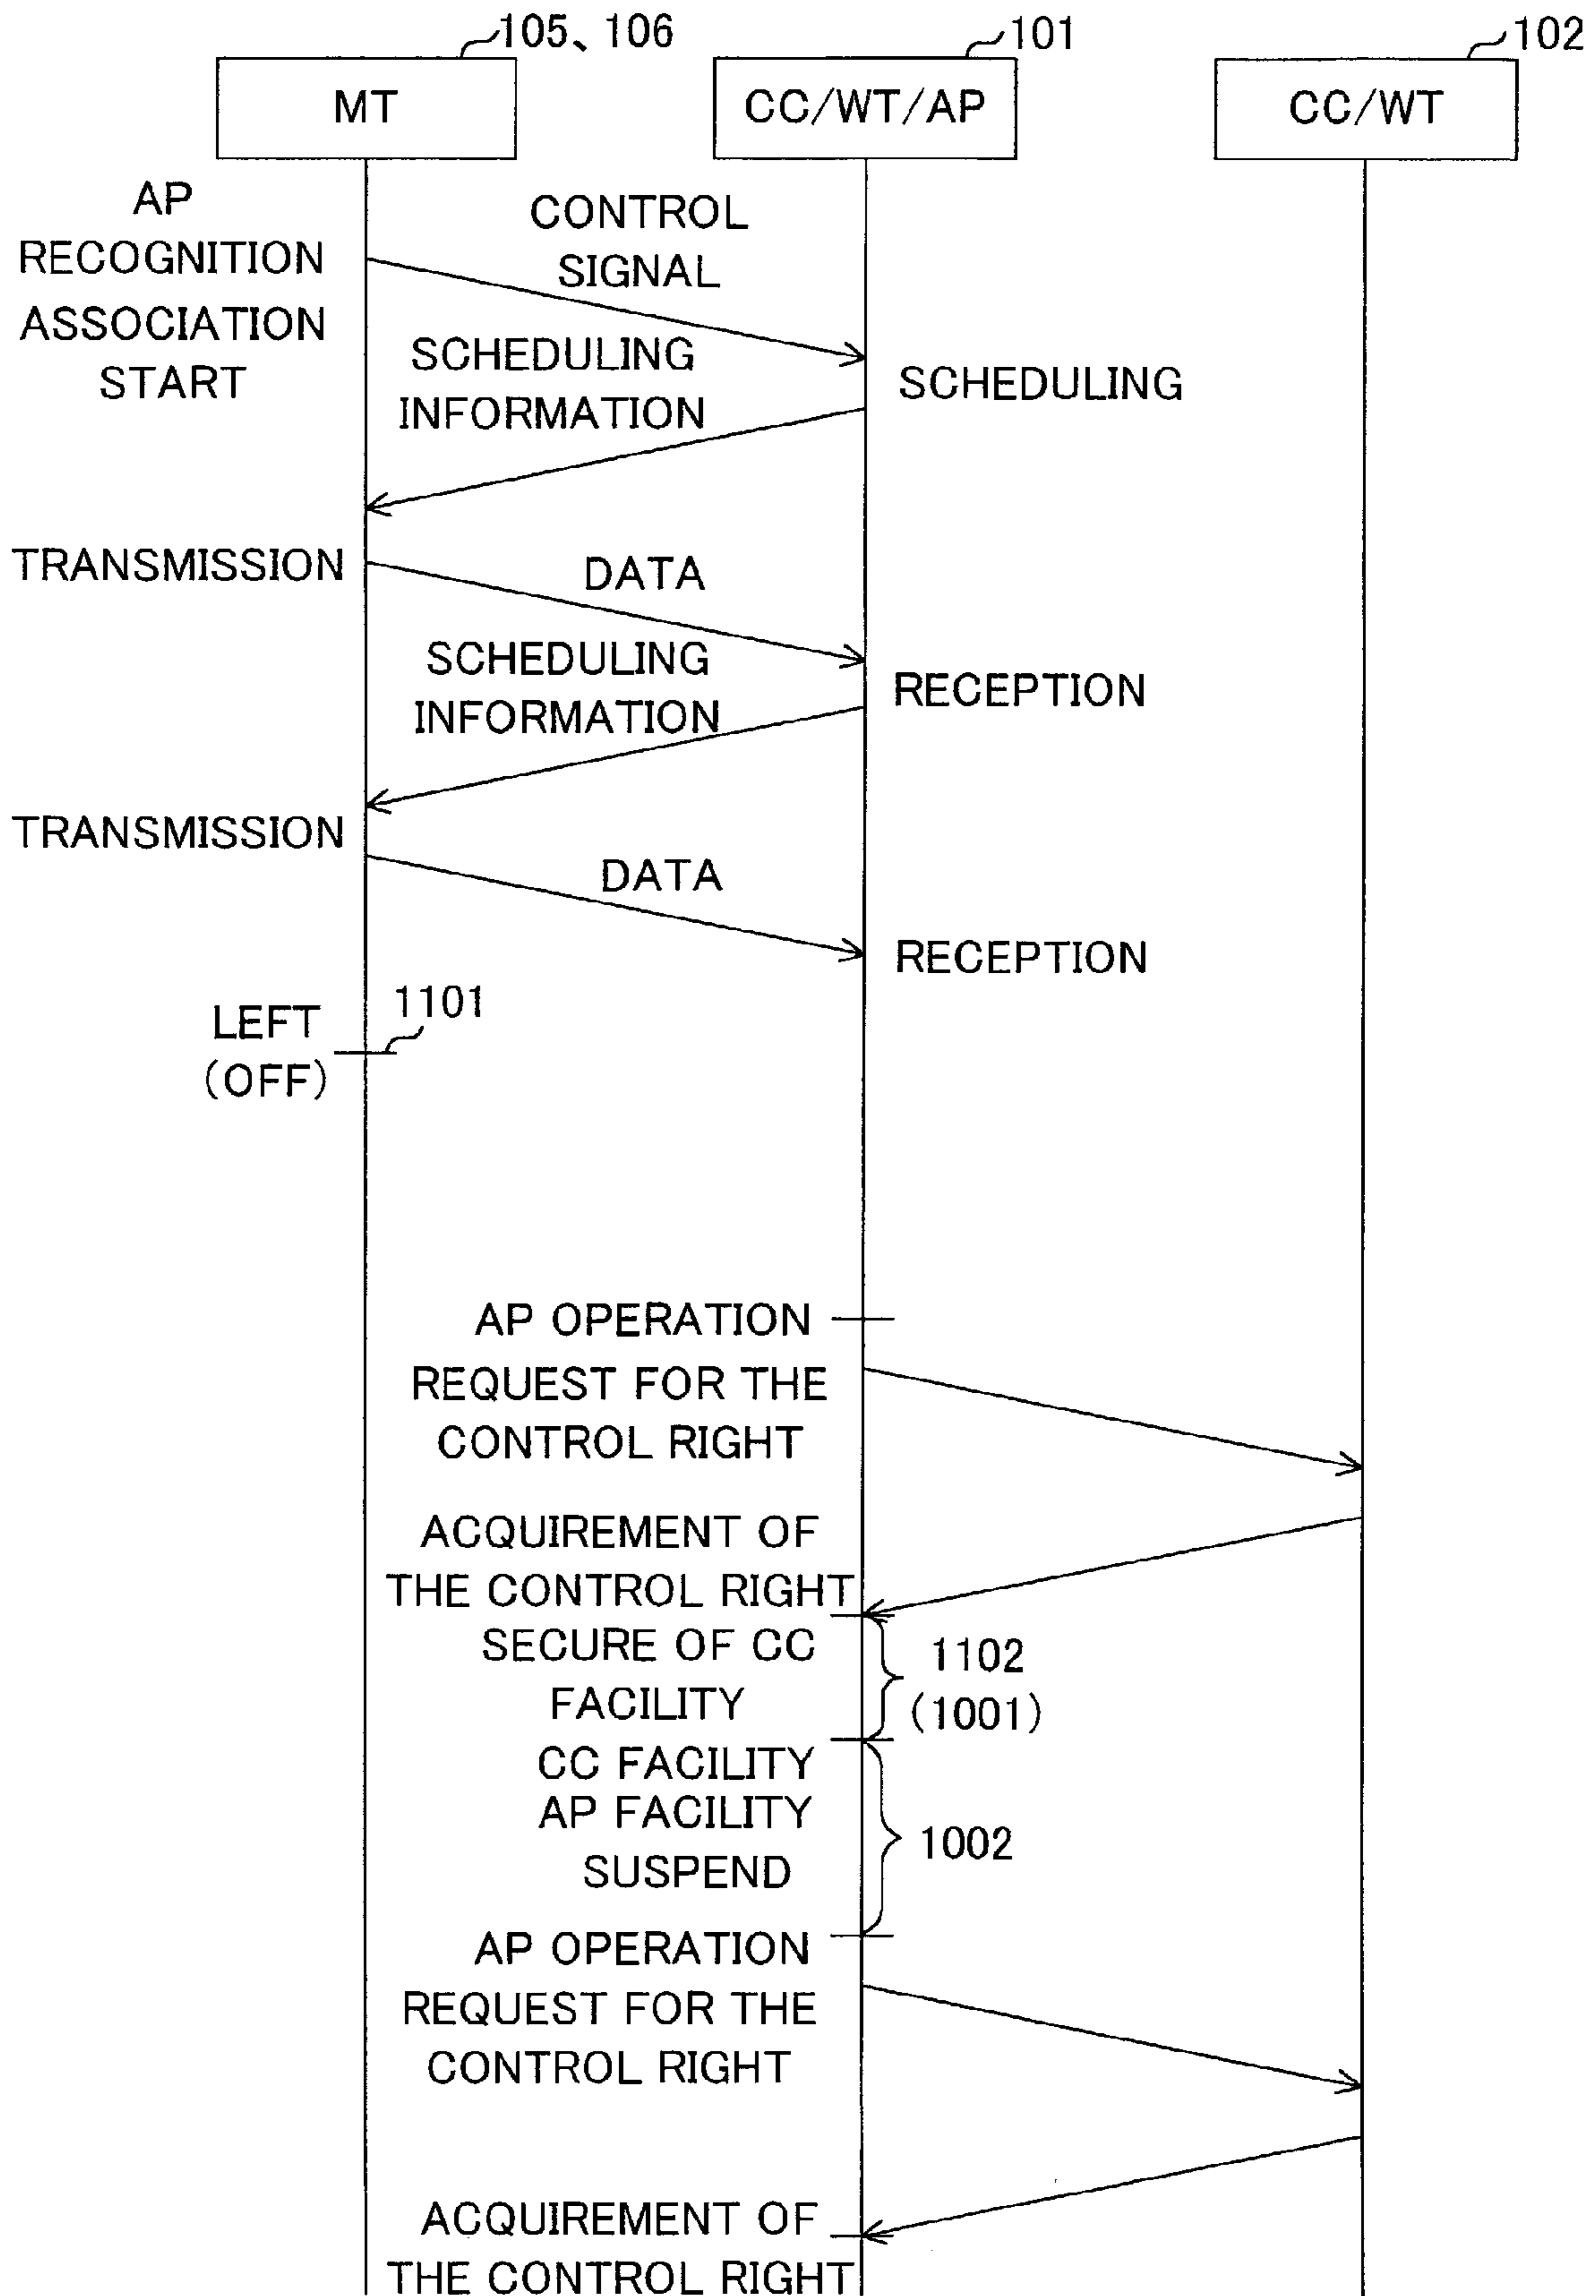 105、106
101
102
MT
CC/WT/AP
CC/WT
AP
RECOGNITION
ASSOCIATION
START
CONTROL
SIGNAL
SCHEDULING
INFORMATION
SCHEDULING
TRANSMISSION
DATA
SCHEDULING
INFORMATION
RECEPTION
TRANSMISSION
DATA
RECEPTION
LEFT
(OFF)
1101
AP OPERATION
REQUEST FOR THE
CONTROL RIGHT
ACQUIREMENT OF
THE CONTROL RIGHT
SECURE OF CC
FACILITY
1102
(1001)
CC FACILITY
AP FACILITY
SUSPEND
1002
AP OPERATION
REQUEST FOR THE
CONTROL RIGHT
ACQUIREMENT OF
THE CONTROL RIGHT